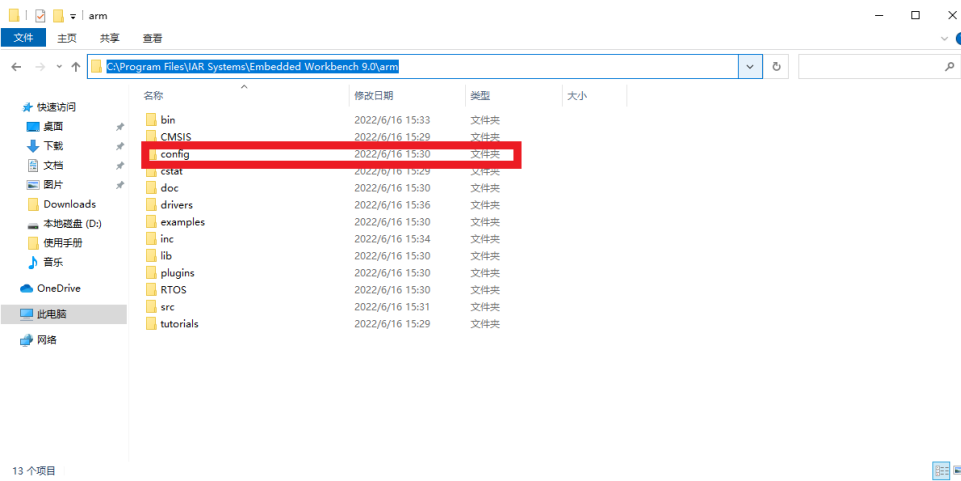 arm
文件 主页 共享 查看
C:\Program Files\IAR Systems\Embedded Workbench 9.0\arm
名称 修改日期 类型 大小
快速访问
桌面
下载
文档
图片
Downloads
本地磁盘 (D:)
使用手册
音乐
OneDrive
此电脑
网络
bin 2022/6/16 15:33 文件夹
CMSIS 2022/6/16 15:29 文件夹
config 2022/6/16 15:30 文件夹
cstat 2022/6/16 15:29 文件夹
doc 2022/6/16 15:30 文件夹
drivers 2022/6/16 15:36 文件夹
examples 2022/6/16 15:30 文件夹
inc 2022/6/16 15:34 文件夹
lib 2022/6/16 15:30 文件夹
plugins 2022/6/16 15:30 文件夹
RTOS 2022/6/16 15:30 文件夹
src 2022/6/16 15:31 文件夹
tutorials 2022/6/16 15:29 文件夹
13 个项目